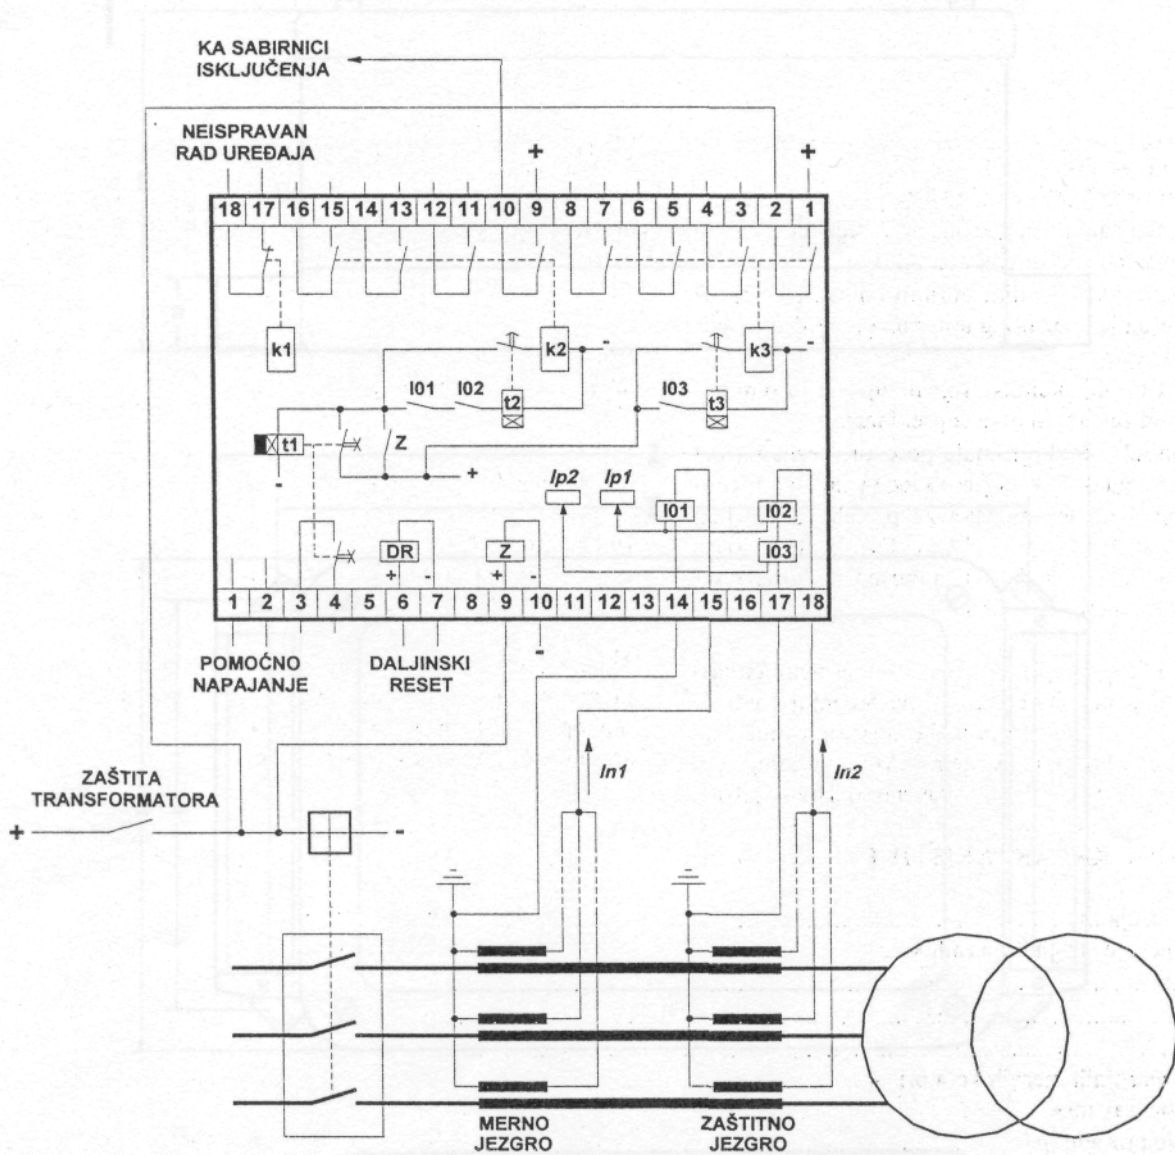 KA SABIRNICI
ISKLJUČENJA
NEISPRAVAN
RAD UREĐAJA
+
+
18 17 16 15 14 13 12 11 10 9 8 7 6 5 4 3 2 1
k1
k2
-
k3
-
I01
I02
t2
I03
t3
t1
Z
-
+
Ip2
Ip1
I01
I02
I03
DR
+
-
Z
+
-
1 2 3 4 5 6 7 8 9 10 11 12 13 14 15 16 17 18
POMOĆNO
NAPAJANJE
DALJINSKI
RESET
-
In1
In2
ZAŠTITA
TRANSFORMATORA
+
-
MERNO
JEZGRO
ZAŠTITNO
JEZGRO